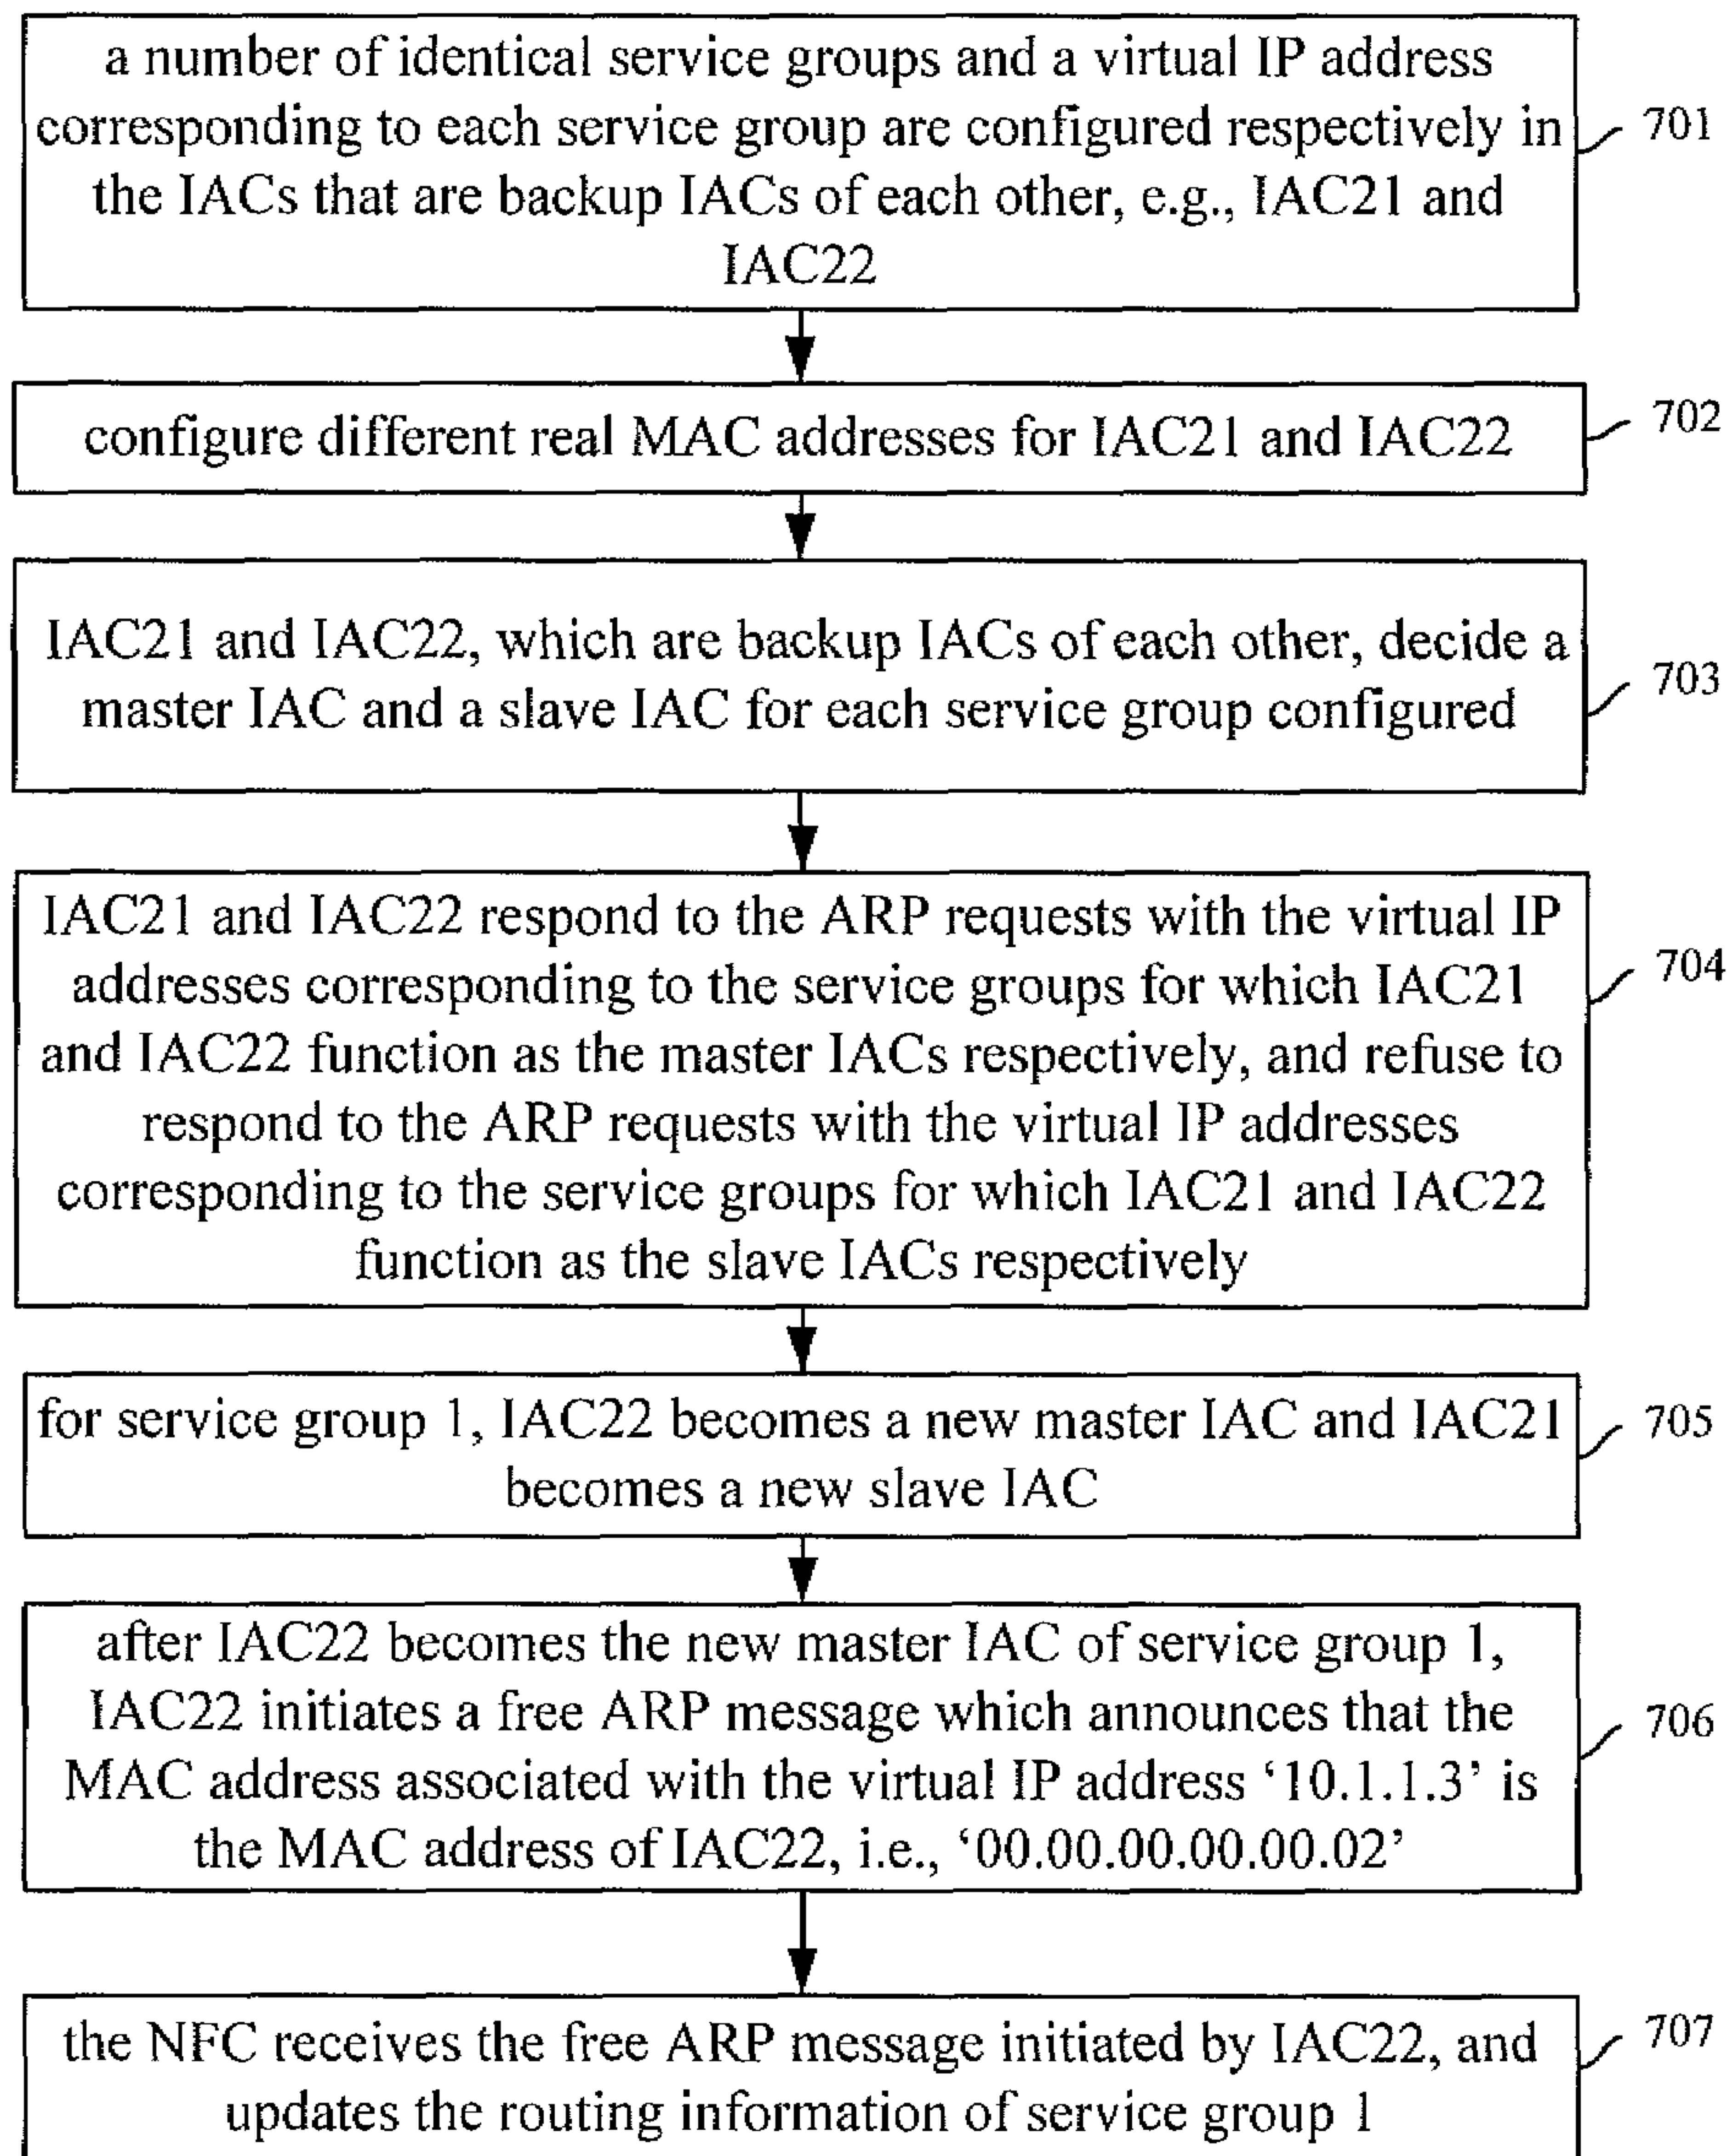 a number of identical service groups and a virtual IP address
corresponding to each service group are configured respectively in
the IACs that are backup IACs of each other, e.g., IAC21 and
IAC22
701
configure different real MAC addresses for IAC21 and IAC22
702
IAC21 and IAC22, which are backup IACs of each other, decide a
master IAC and a slave IAC for each service group configured
703
IAC21 and IAC22 respond to the ARP requests with the virtual IP
addresses corresponding to the service groups for which IAC21
and IAC22 function as the master IACs respectively, and refuse to
respond to the ARP requests with the virtual IP addresses
corresponding to the service groups for which IAC21 and IAC22
function as the slave IACs respectively
704
for service group 1, IAC22 becomes a new master IAC and IAC21
becomes a new slave IAC
705
after IAC22 becomes the new master IAC of service group 1,
IAC22 initiates a free ARP message which announces that the
MAC address associated with the virtual IP address ‘10.1.1.3’ is
the MAC address of IAC22, i.e., ‘00.00.00.00.00.02’
706
the NFC receives the free ARP message initiated by IAC22, and
updates the routing information of service group 1
707